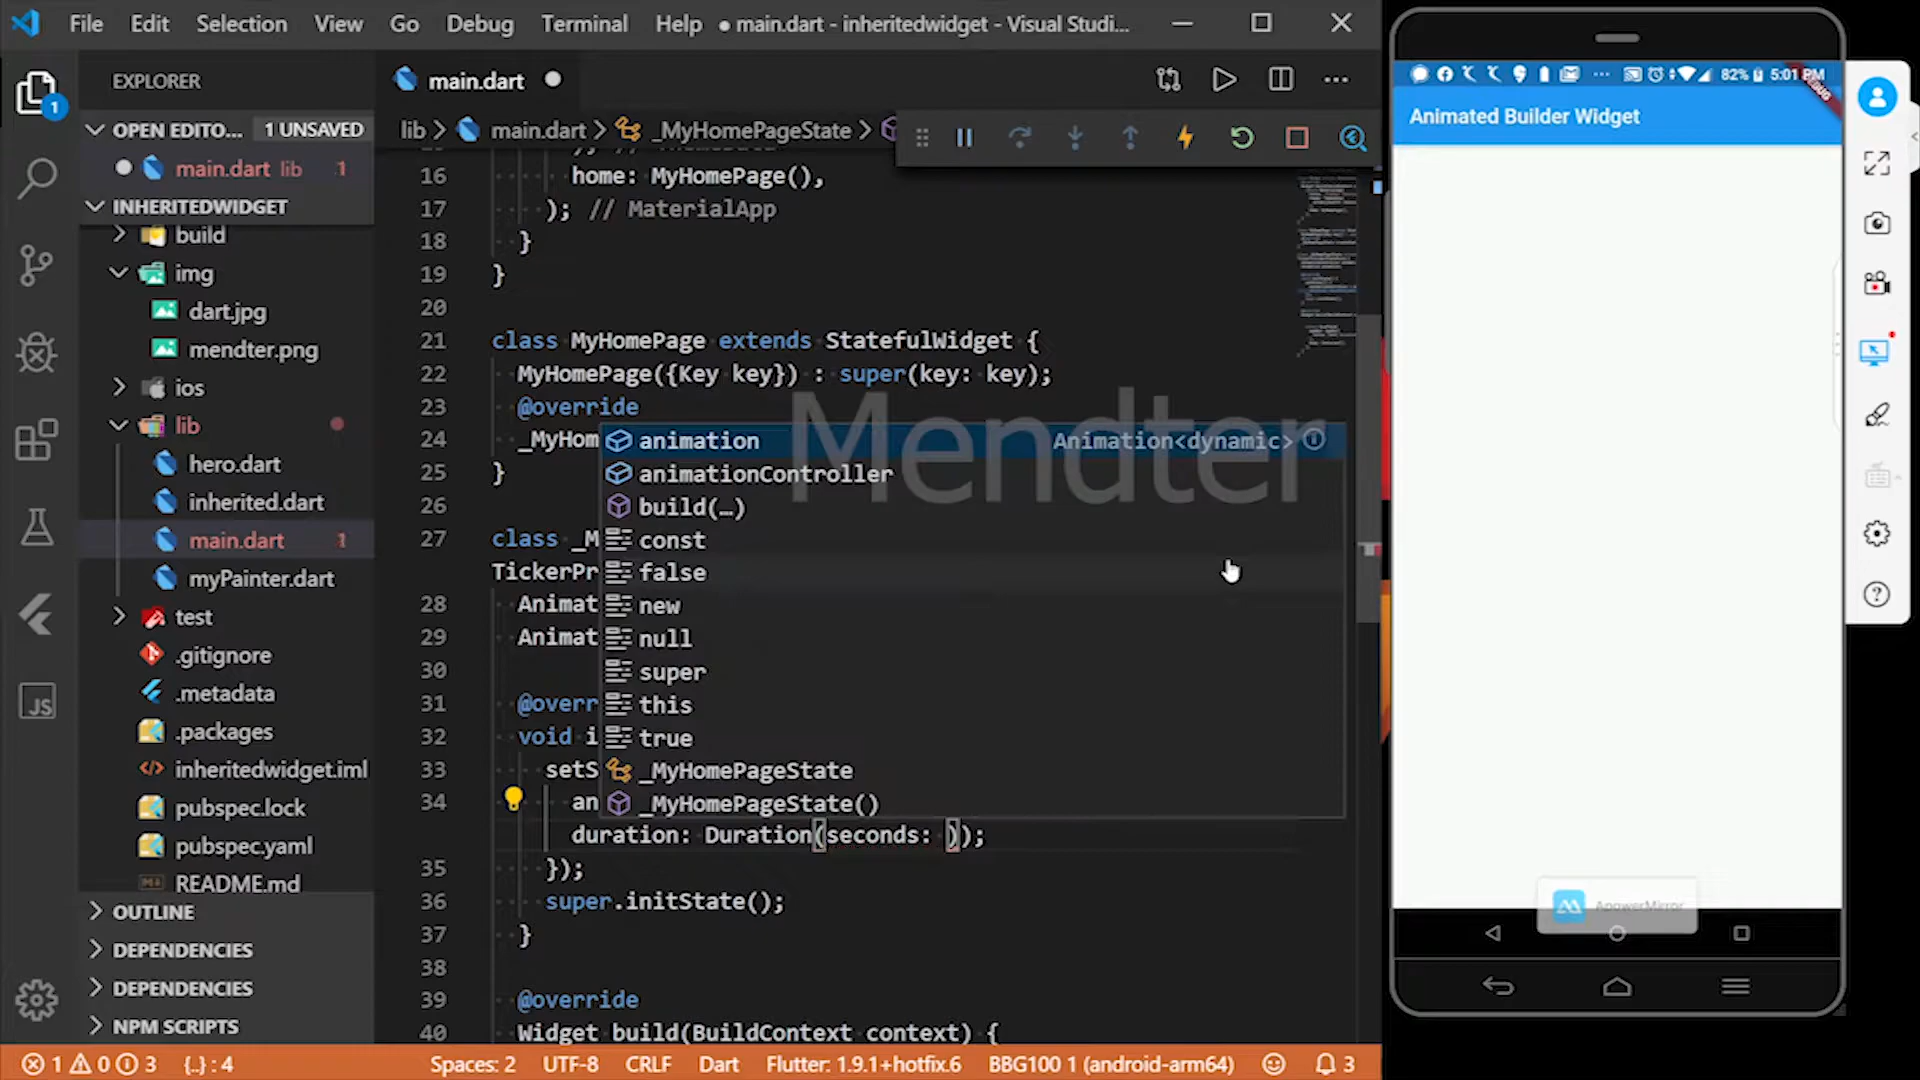 File Edit Selection View Go Debug Terminal Help
● main.dart - inheritedwidget - Visual Studi...
EXPLORER
OPEN EDITO... 1 UNSAVED
main.dart lib 1
INHERITEDWIDGET
build
img
dart.jpg
mendter.png
ios
lib
hero.dart
inherited.dart
main.dart 1
myPainter.dart
test
.gitignore
.metadata
.packages
inheritedwidget.iml
pubspec.lock
pubspec.yaml
README.md
OUTLINE
DEPENDENCIES
DEPENDENCIES
NPM SCRIPTS
1
JS
main.dart
lib > main.dart > _MyHomePageState >
16 home: MyHomePage(),
17 ); // MaterialApp
18 }
19 }
20
21 class MyHomePage extends StatefulWidget {
22 MyHomePage({Key key}) : super(key: key);
23 @override
24 _MyHom
25 }
26
27 class _M
TickerPr
28 Animat
29 Animat
30
31 @overr
32 void i
33 setS
34 an
duration: Duration(seconds: ));
35 });
36 super.initState();
37 }
38
39 @override
40 Widget build(BuildContext context) {
animation Animation<dynamic>
animationController
build(…)
const
false
new
null
super
this
true
_MyHomePageState
_MyHomePageState()
Mendter
1 0 3 {..} : 4
Spaces: 2 UTF-8 CRLF Dart Flutter: 1.9.1+hotfix.6 BBG100 1 (android-arm64) 3
82% 5:01 PM
Animated Builder Widget
ApowerMirror